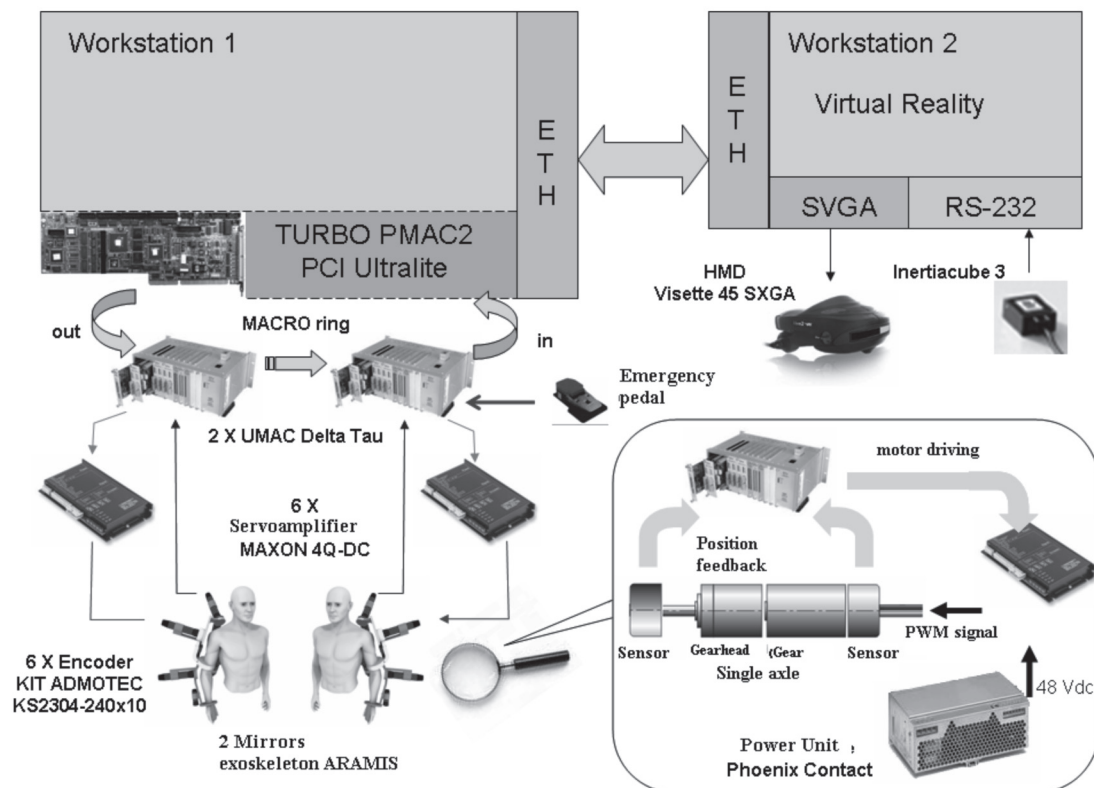 Workstation 1
E
T
H
E
T
H
Workstation 2
Virtual Reality
SVGA
RS-232
TURBO PMAC2
PCI Ultralite
HMD
Visette 45 SXGA
Inertiacube 3
out
MACRO ring
in
Emergency
pedal
2 X UMAC Delta Tau
motor driving
6 X
Servoamplifier
MAXON 4Q-DC
Position
feedback
PWM signal
Sensor
Gearhead
(Gear
Sensor
Single axle
6 X Encoder
KIT ADMOTEC
KS2304-240x10
48 Vdc
2 Mirrors
exoskeleton ARAMIS
Power Unit ,
Phoenix Contact